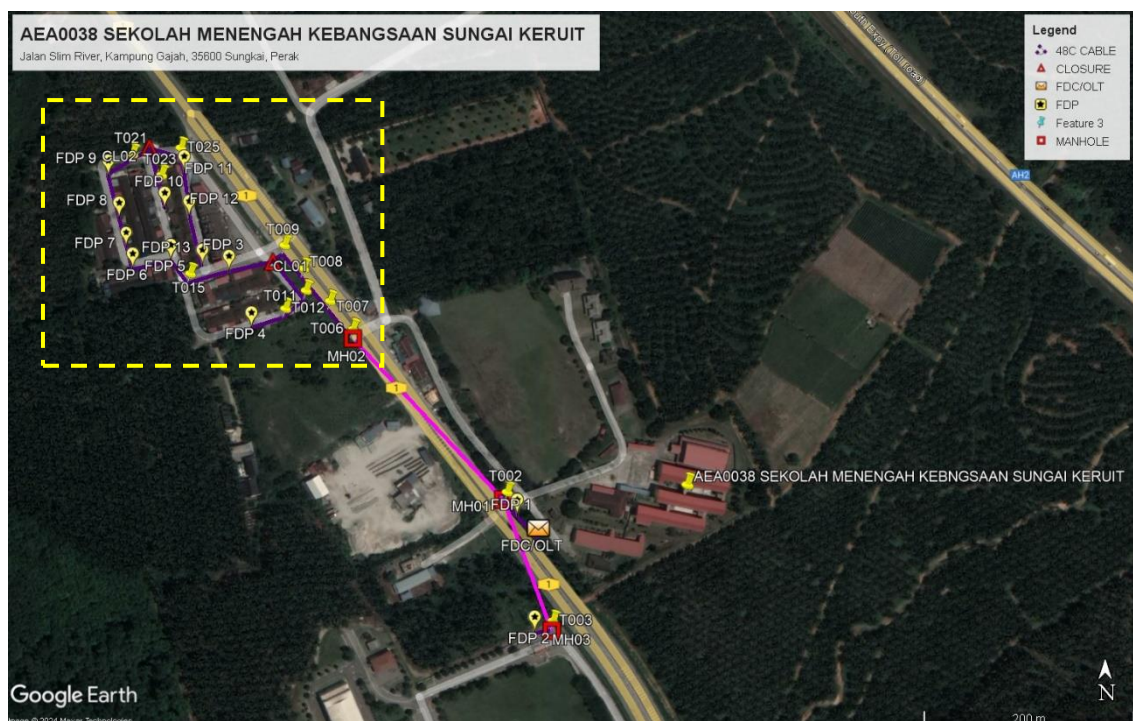 AEA0038 SEKOLAH MENENGAH KEBANGSAAN SUNGAI KERUIT
Jalan Slim River, Kampung Gajah, 35600 Sungkai, Perak
Legend
48C CABLE
CLOSURE
FDC/OLT
FDP
Feature 3
MANHOLE
AH2
T021
T025
FDP 9
CL02
T023
FDP 11
FDP 10
1
FDP 8
FDP 12
T009
FDP 7
FDP 13
FDP 3
FDP 6
FDP 5
CL01
T008
T015
T011
T012
T007
FDP 4
T006
MH02
1
AEA0038 SEKOLAH MENENGAH KEBNGSAAN SUNGAI KERUIT
T002
MH01
FDP 1
FDC/OLT
1
T003
FDP 2
MH03
N
Google Earth
200 m